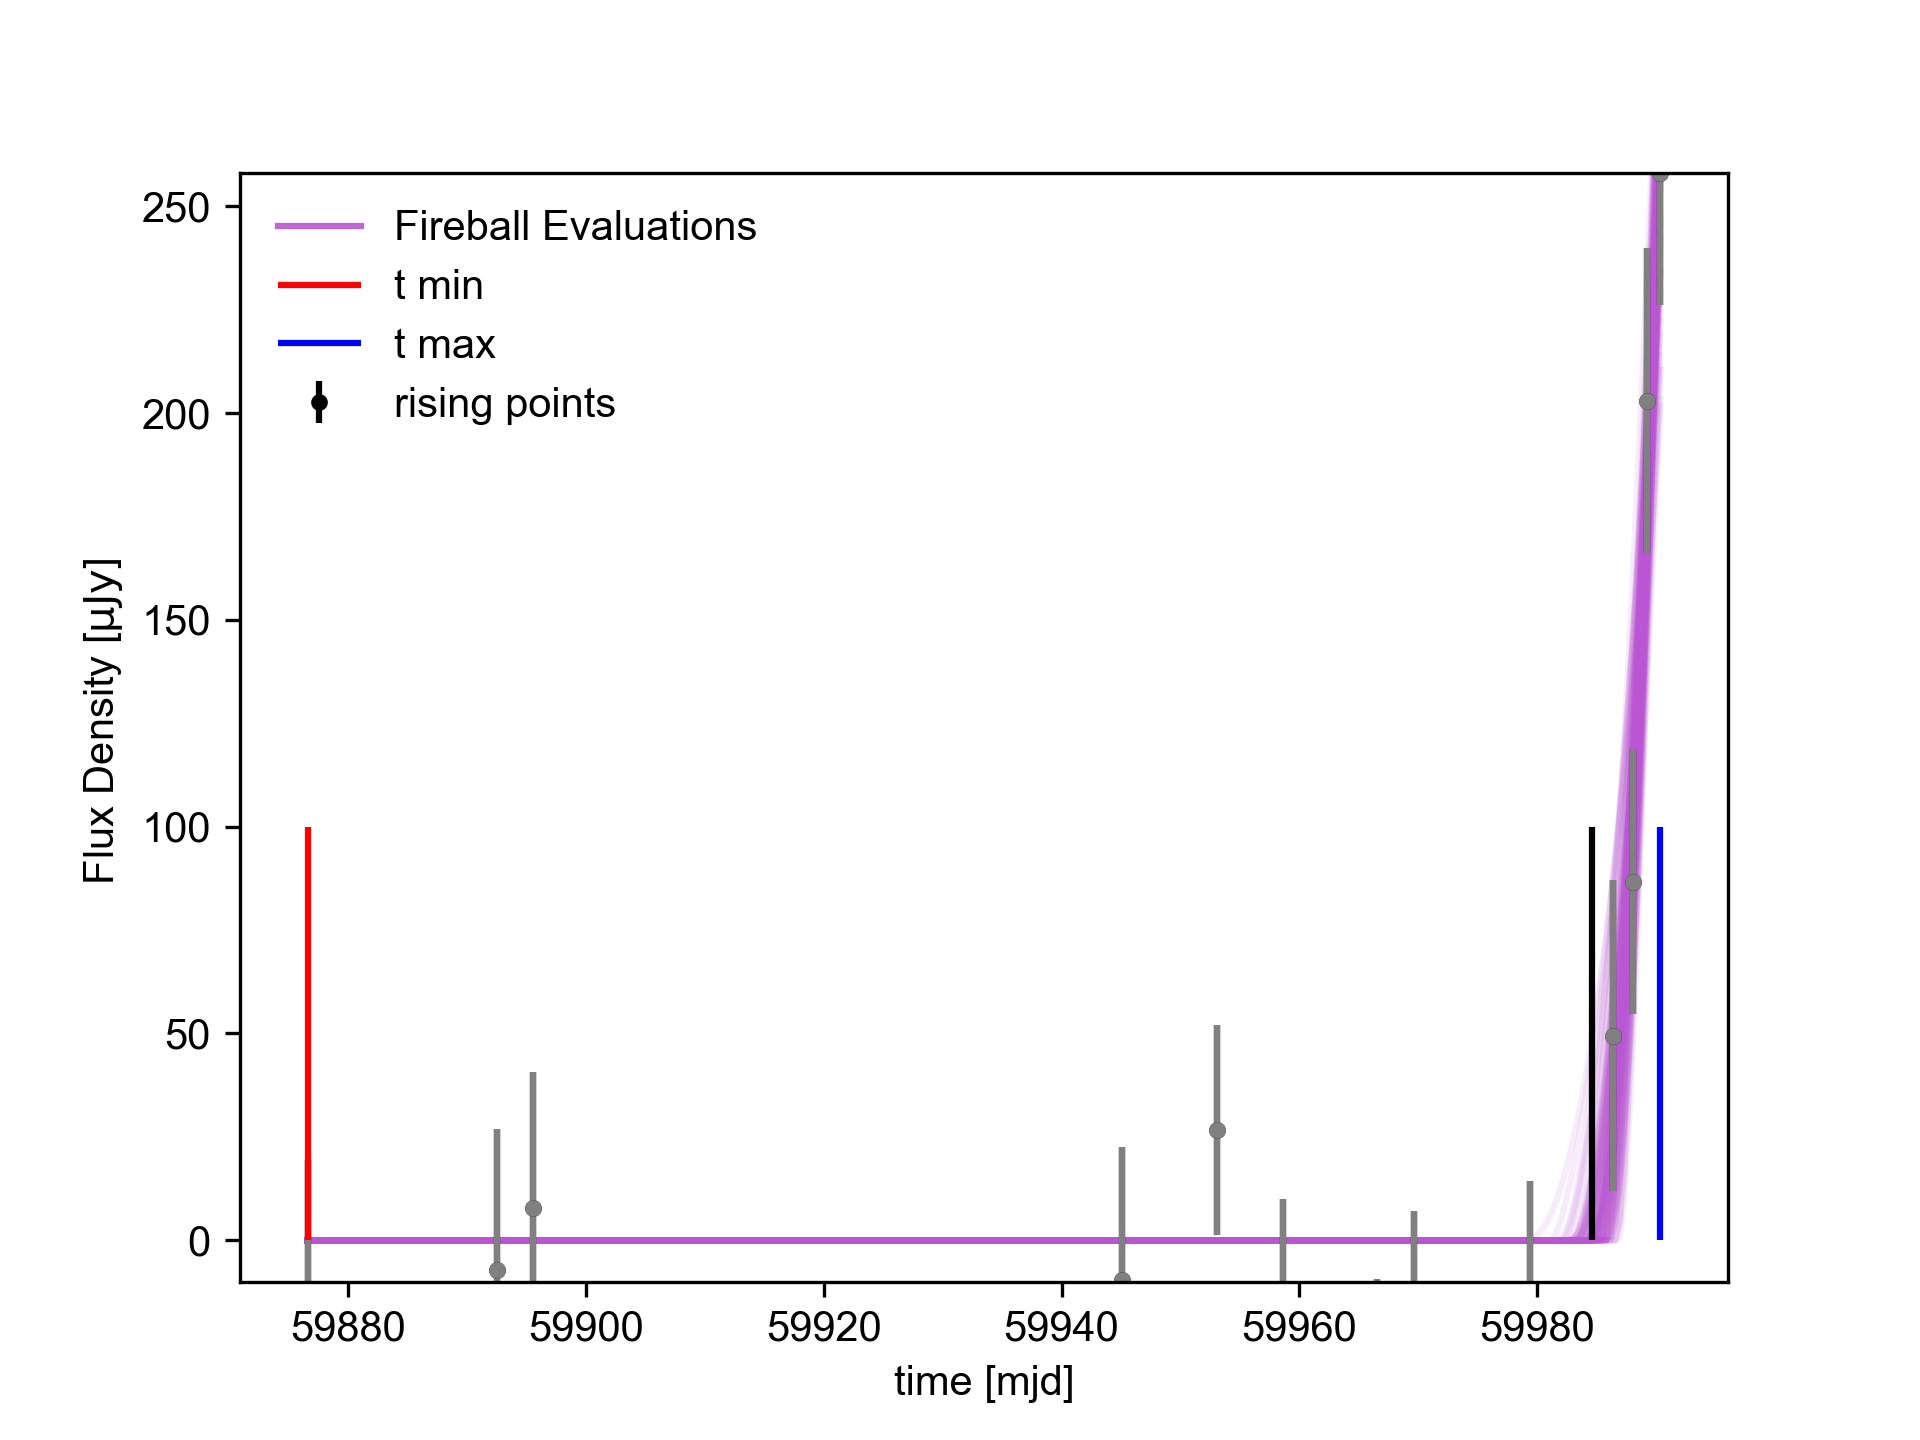 Fireball Evaluations
t min
t max
rising points
250
200
150
100
50
0
Flux Density [µJy]
59880 59900 59920 59940 59960 59980
time [mjd]